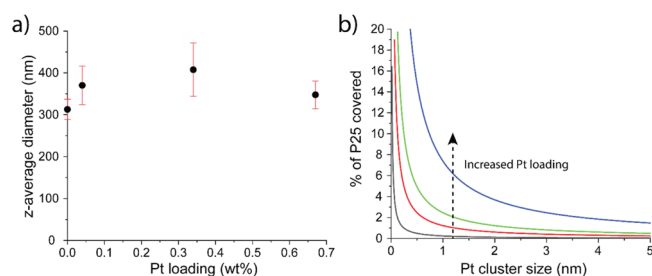 a)
500
400
300
200
100
0
0.0 0.1 0.2 0.3 0.4 0.5 0.6 0.7
z-average diameter (nm)
Pt loading (wt%)
b)
20
18
16
14
12
10
8
6
4
2
0
0 1 2 3 4 5
% of P25 covered
Increased Pt loading
Pt cluster size (nm)